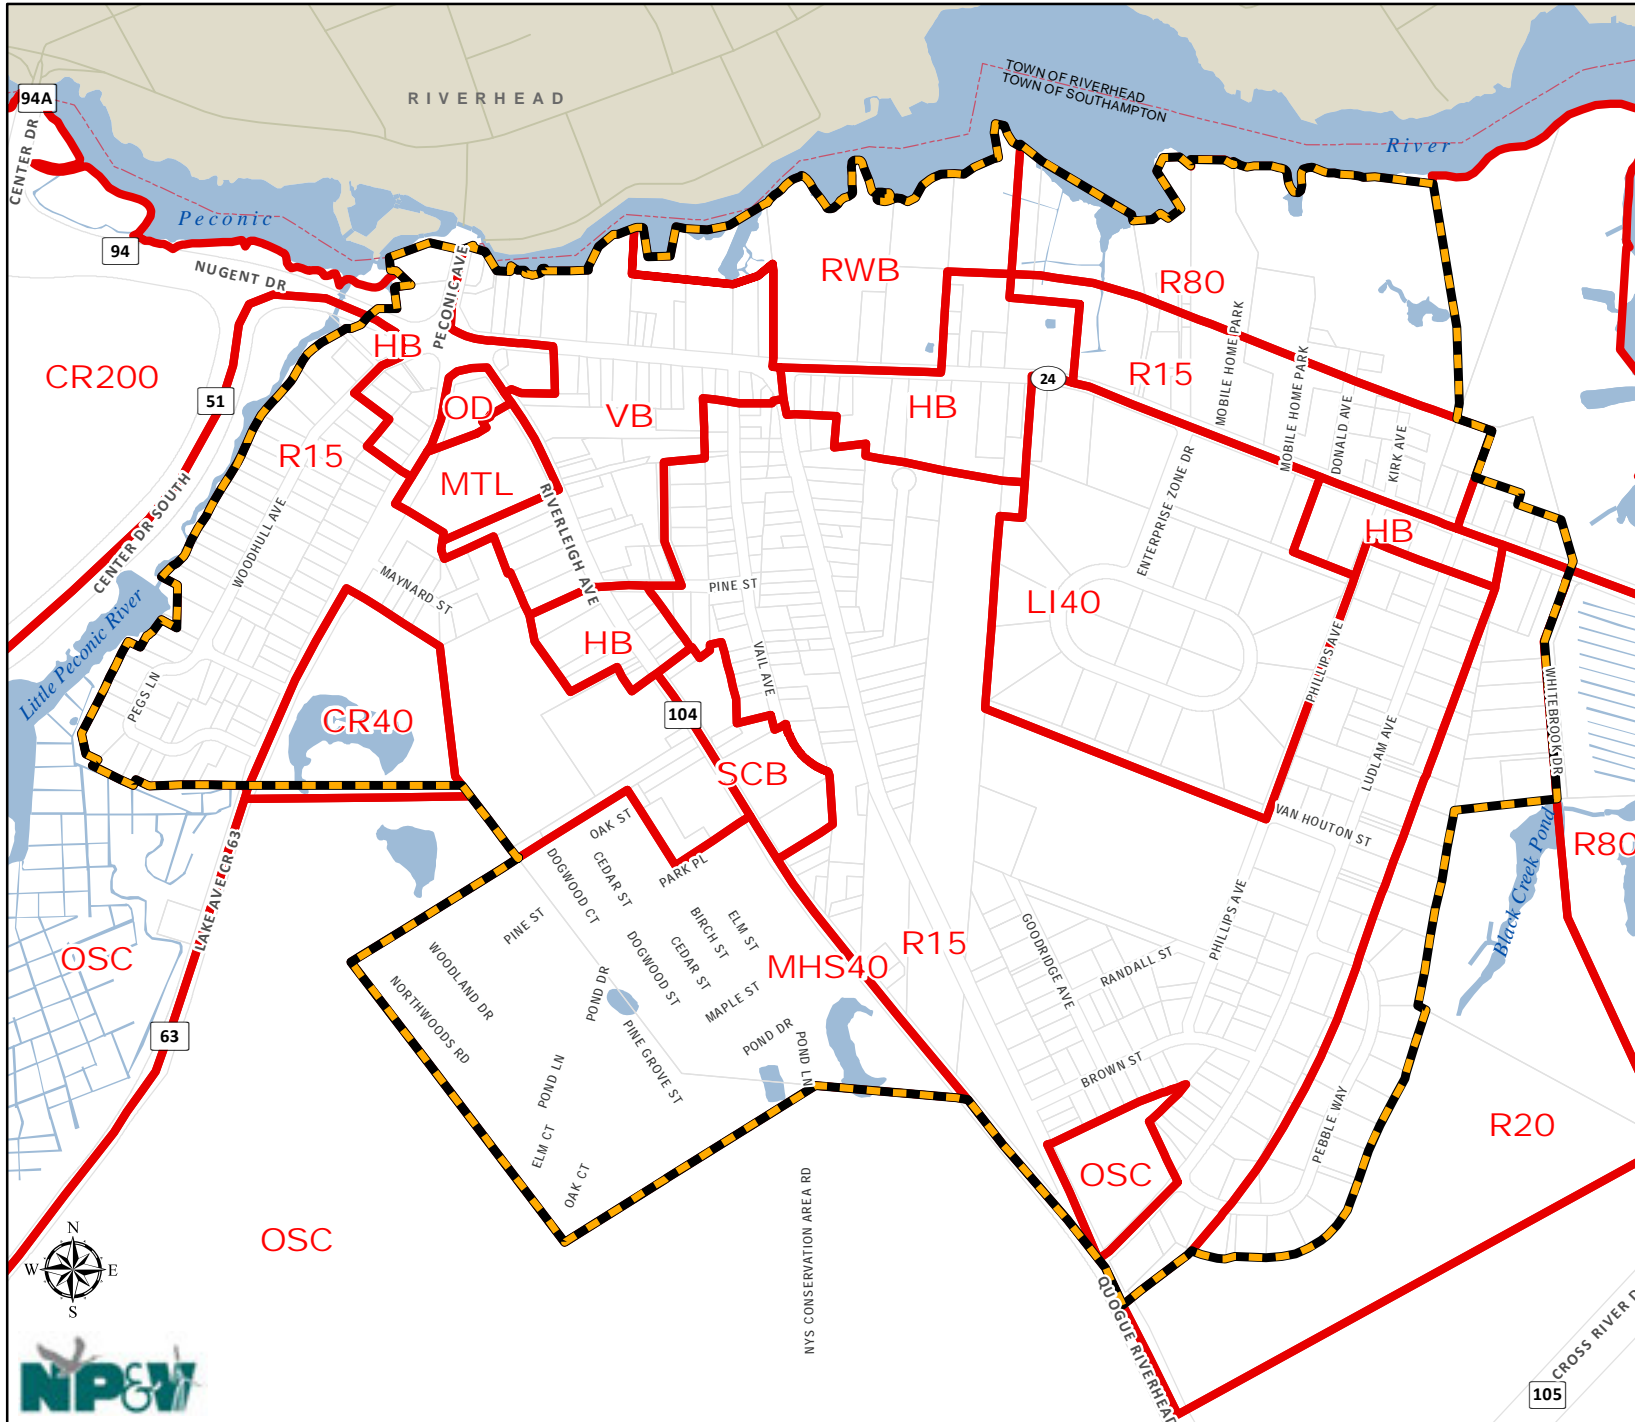 TOWN OF RIVERHEAD
TOWN OF SOUTHAMPTON
RIVERHEAD
94A
CENTER DR
River
Peconic
94
NUGENT DR
PECONIC AVE
RWB
R80
HB
CR200
51
OD
VB
HB
24
R15
MOBILE HOME PARK
MOBILE HOME PARK
DONALD AVE
KIRK AVE
R15
MTL
RIVERLEIGH AVE
ENTERPRISE ZONE DR
CENTER DR SOUTH
WOODHULL AVE
HB
MAYNARD ST
PINE ST
LI40
Little Peconic River
HB
VAIL AVE
PHILLIPS AVE
WHITEBROOK DR
PEGS LN
CR40
104
LUDLAM AVE
SCB
VAN HOUTON ST
R80
OAK ST
LAKE AVE CR 63
DOGWOOD CT
CEDAR ST
PARK PL
Black Creek Pond
PINE ST
BIRCH ST
ELM ST
PHILLIPS AVE
OSC
WOODLAND DR
DOGWOOD ST
CEDAR ST
MHS40
R15
GOODRIDGE AVE
RANDALL ST
NORTHWOODS RD
POND DR
MAPLE ST
63
PINE GROVE ST
POND DR
POND LN
BROWN ST
POND LN
PEBBLE WAY
R20
ELM CT
OAK CT
OSC
OSC
NYS CONSERVATION AREA RD
N
W
E
S
QUOGUE RIVERHEAD
CROSS RIVER D
105
NP&V